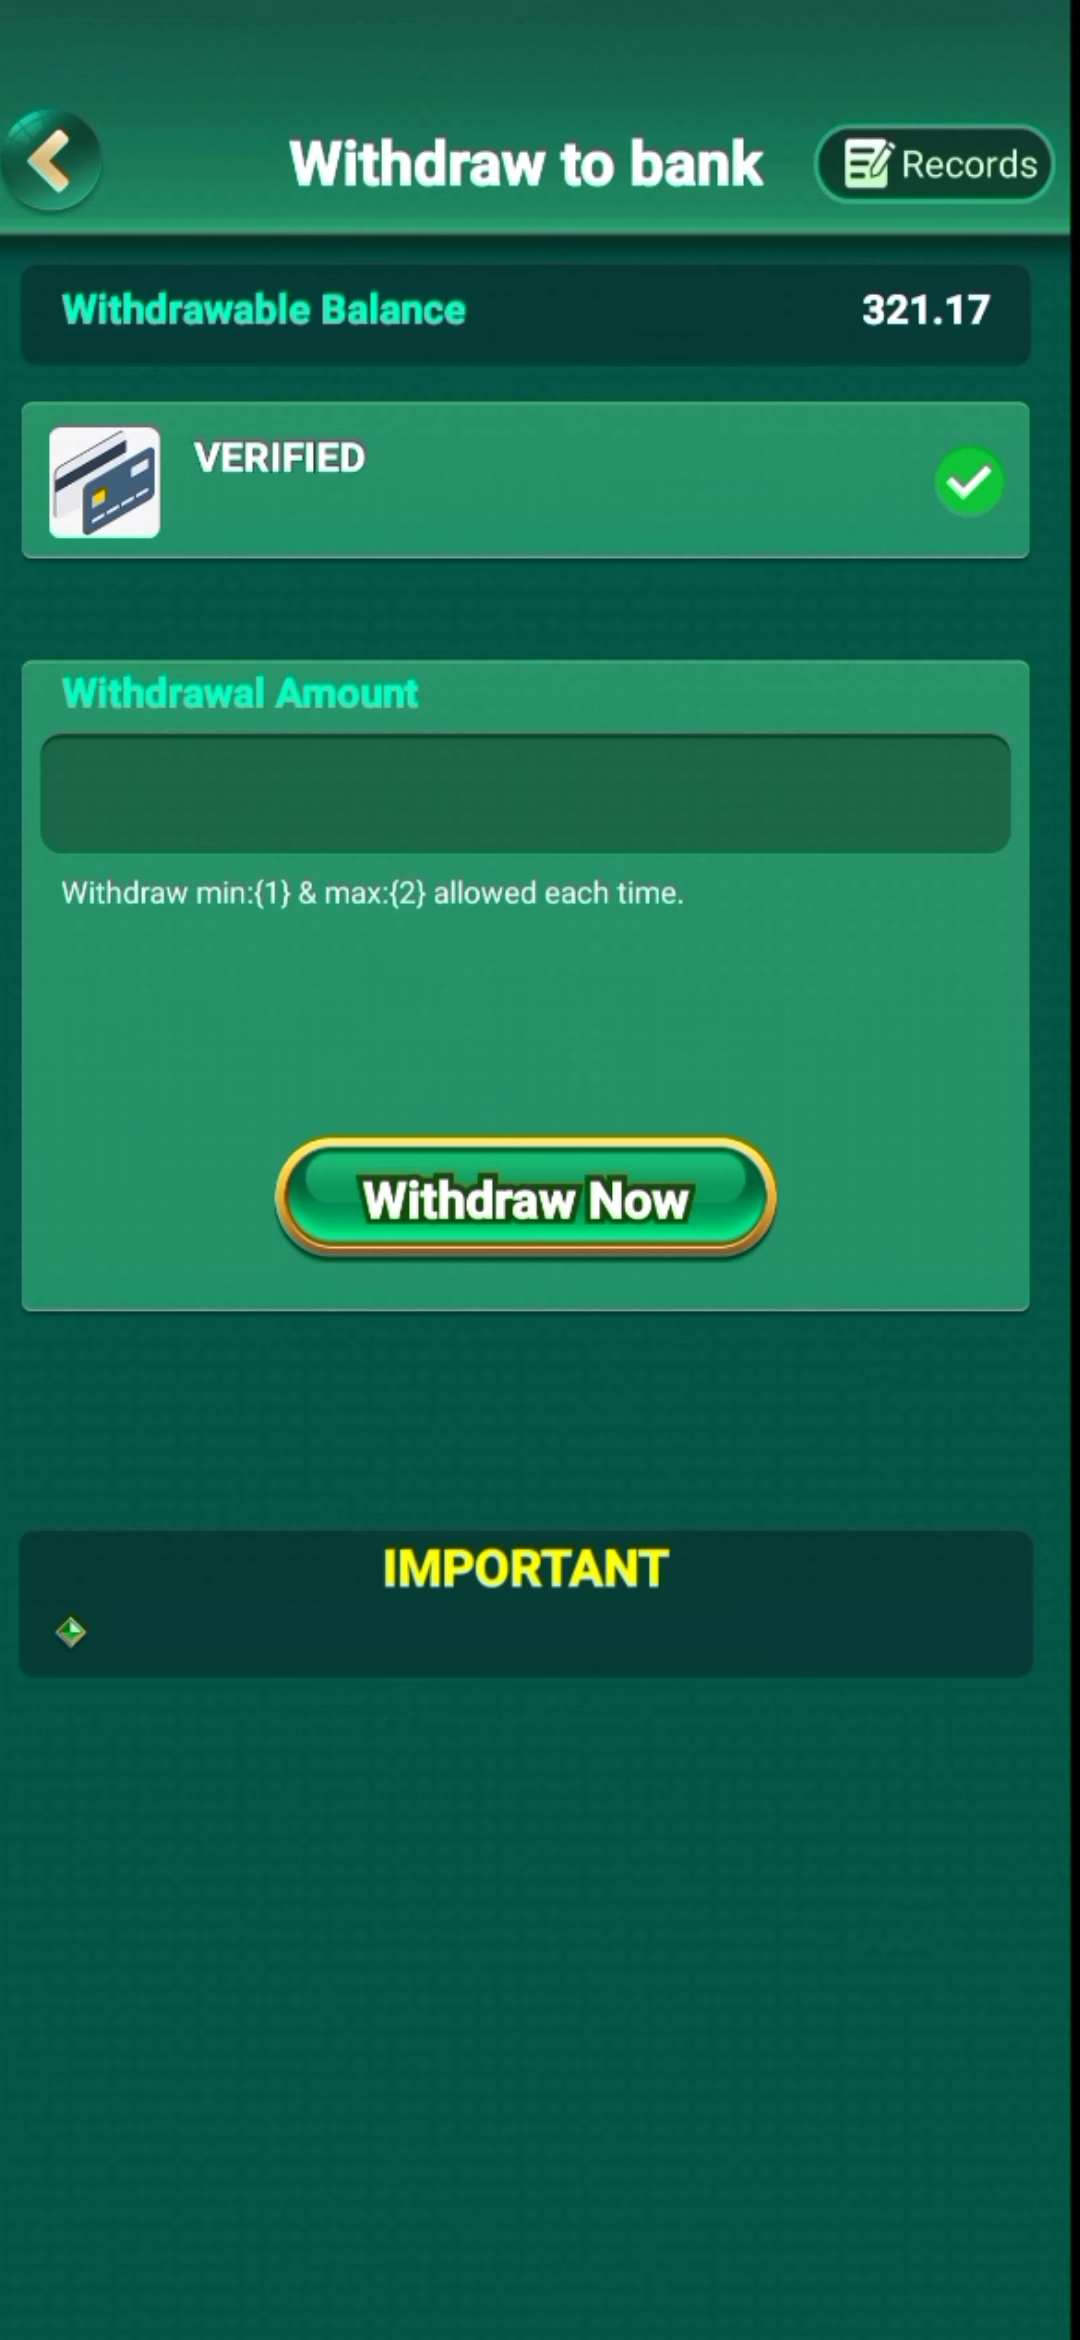 Withdraw to bank
Records
Withdrawable Balance
321.17
VERIFIED
Withdrawal Amount
Withdraw min:{1} & max:{2} allowed each time.
Withdraw Now
IMPORTANT